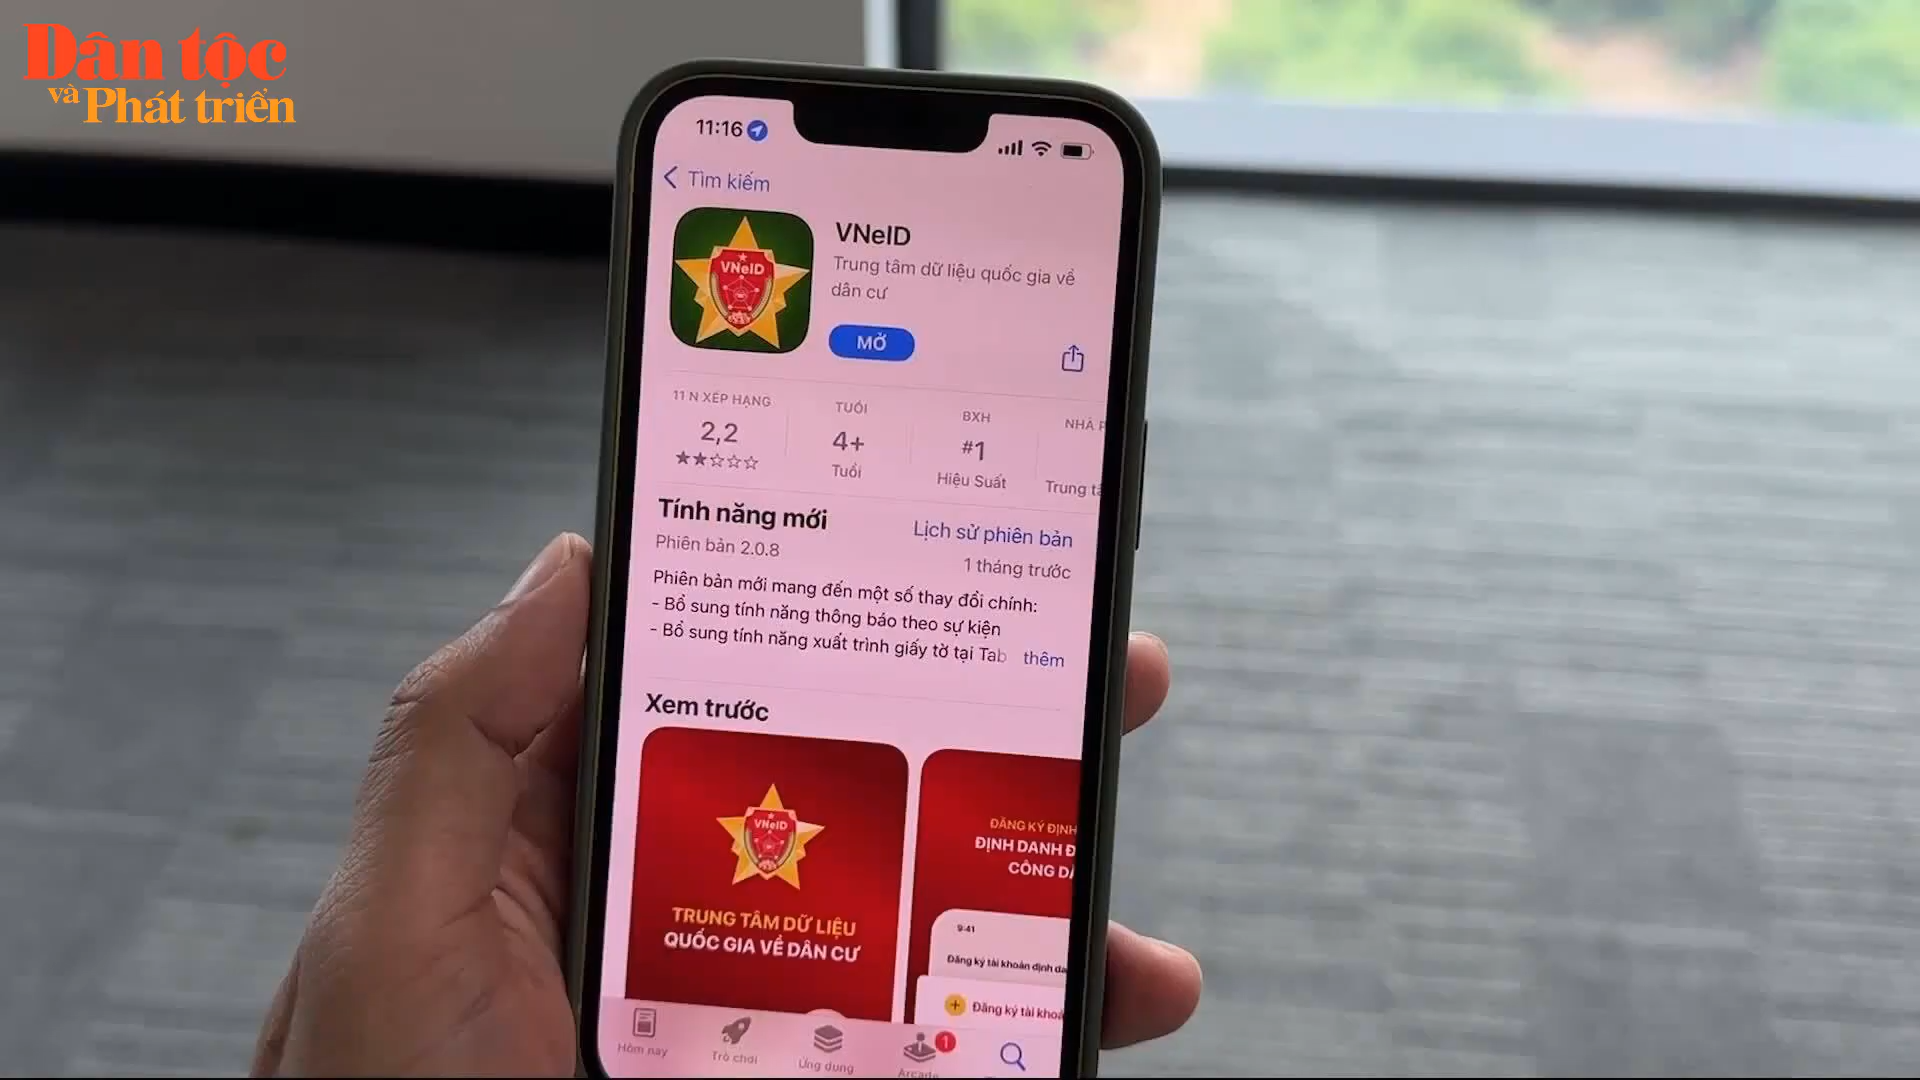 Dân tộc
và Phát triển
11:16
Tìm kiếm
VNeID
VNeID
Trung tâm dữ liệu quốc gia về
dân cư
MỞ
11 N XẾP HẠNG
TUỔI
BXH
NHÀ P
2,2
4+
#1
Tuổi
Hiệu Suất
Trung tâ
Tính năng mới
Lịch sử phiên bản
Phiên bản 2.0.8
1 tháng trước
Phiên bản mới mang đến một số thay đổi chính:
- Bổ sung tính năng thông báo theo sự kiện
- Bổ sung tính năng xuất trình giấy tờ tại Tab
thêm
Xem trước
VNeID
TRUNG TÂM DỮ LIỆU
QUỐC GIA VỀ DÂN CƯ
ĐĂNG KÝ ĐỊNH
ĐỊNH DANH Đ
CÔNG DÂ
9:41
Đăng ký tài khoản định da
Đăng ký tài khoả
Hôm nay
Trò chơi
Ứng dụng
Arcade
1